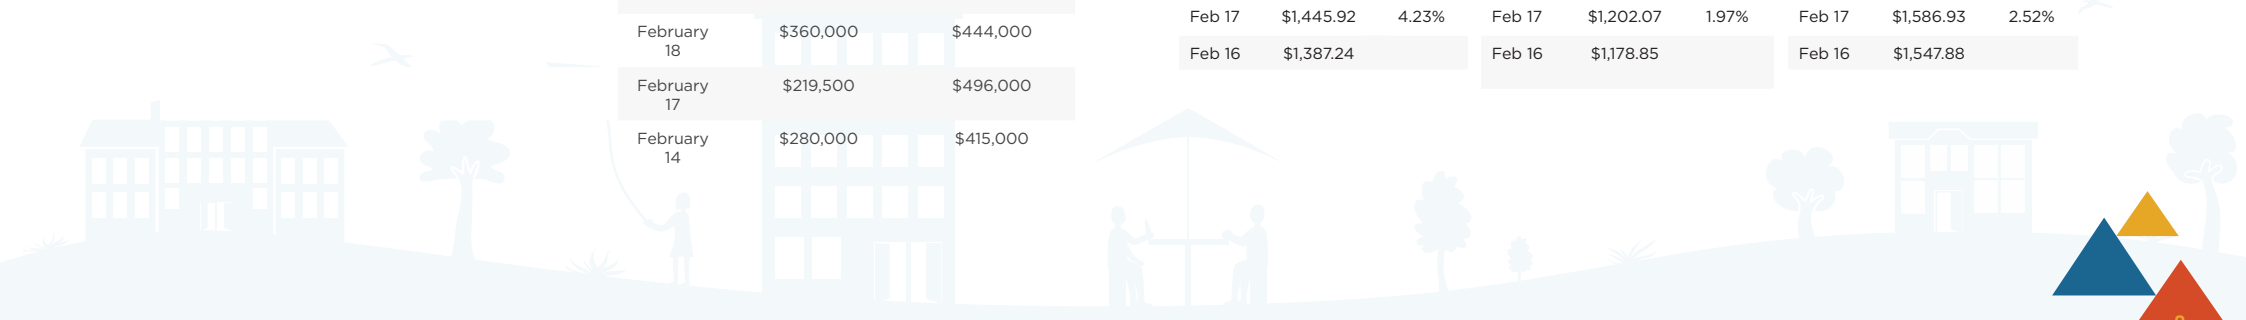 February $360,000 $444,000
18
February $219,500 $496,000
17
February $280,000 $415,000
14
Feb 17 $1,445.92 4.23%
Feb 16 $1,387.24
Feb 17 $1,202.07 1.97%
Feb 16 $1,178.85
Feb 17 $1,586.93 2.52%
Feb 16 $1,547.88